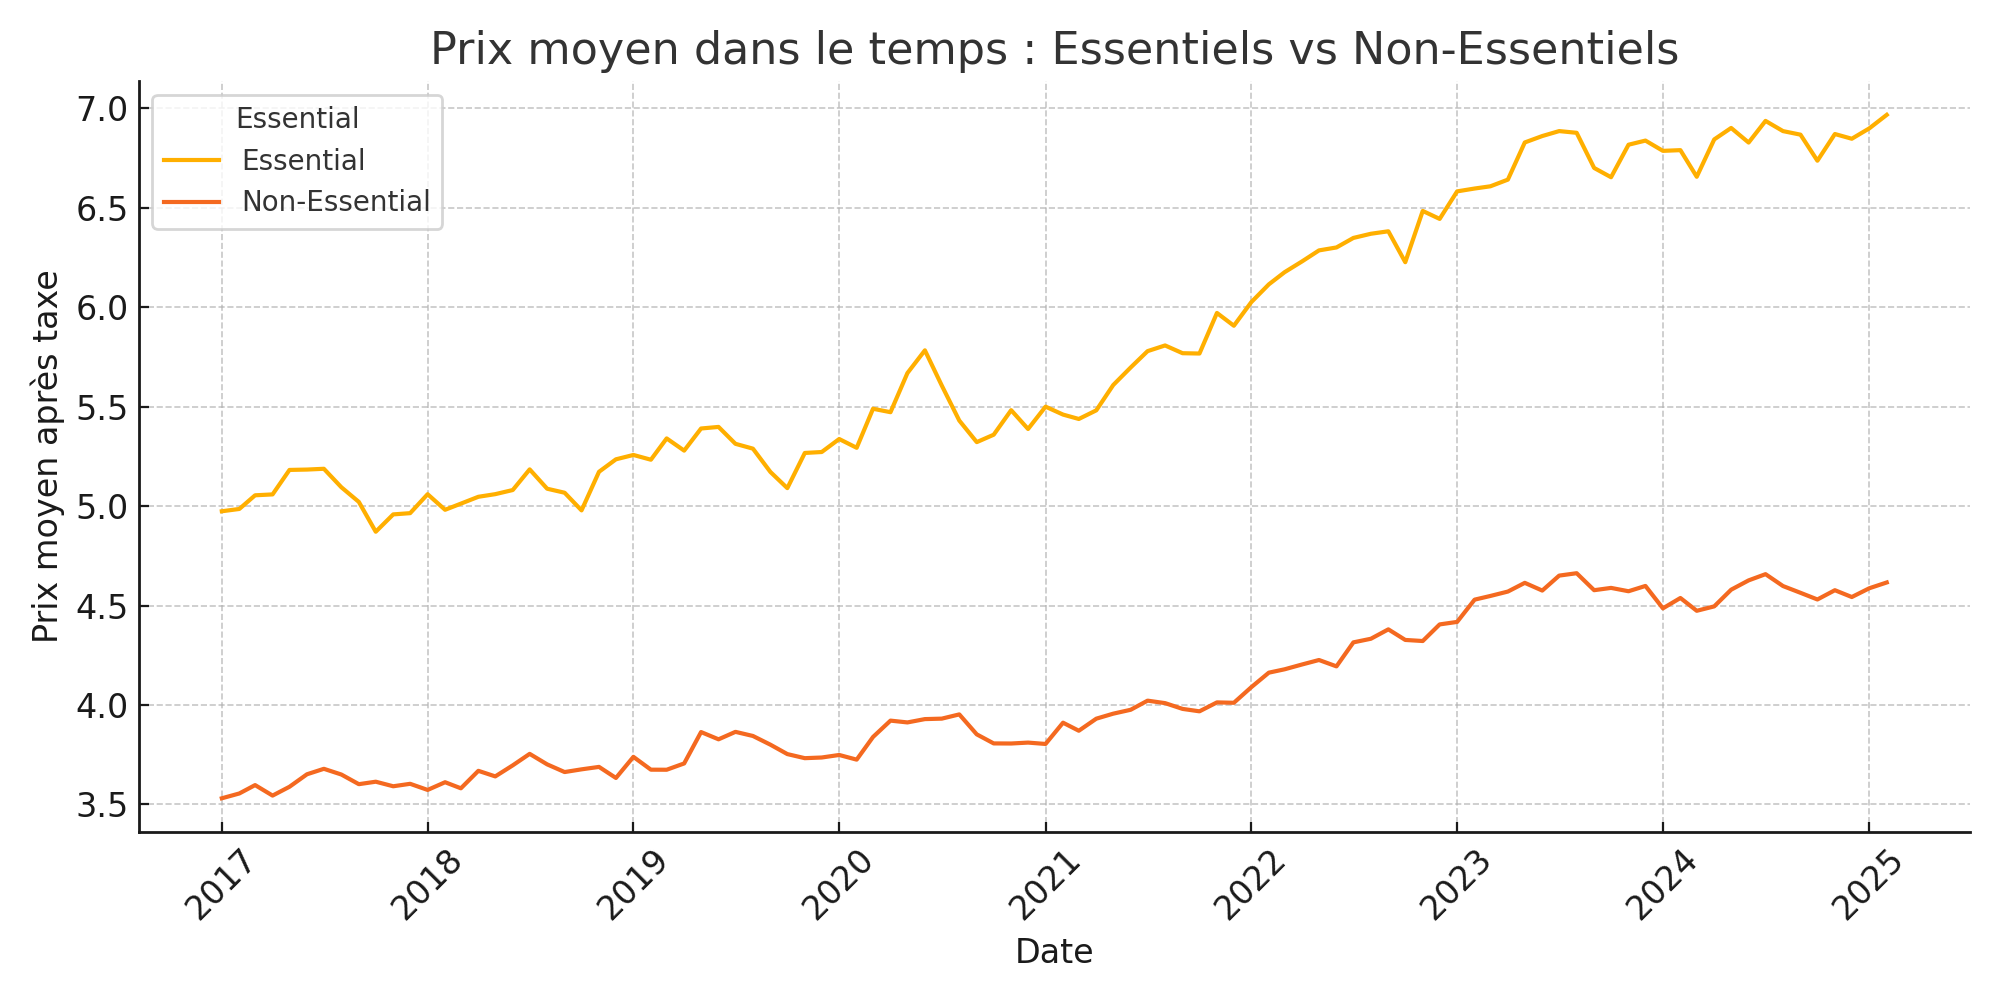 Prix moyen dans le temps : Essentiels vs Non-Essentiels
Essential
Essential
Non-Essential
Prix moyen après taxe
7.0
6.5
6.0
5.5
5.0
4.5
4.0
3.5
2017
2018
2019
2020
2021
2022
2023
2024
2025
Date